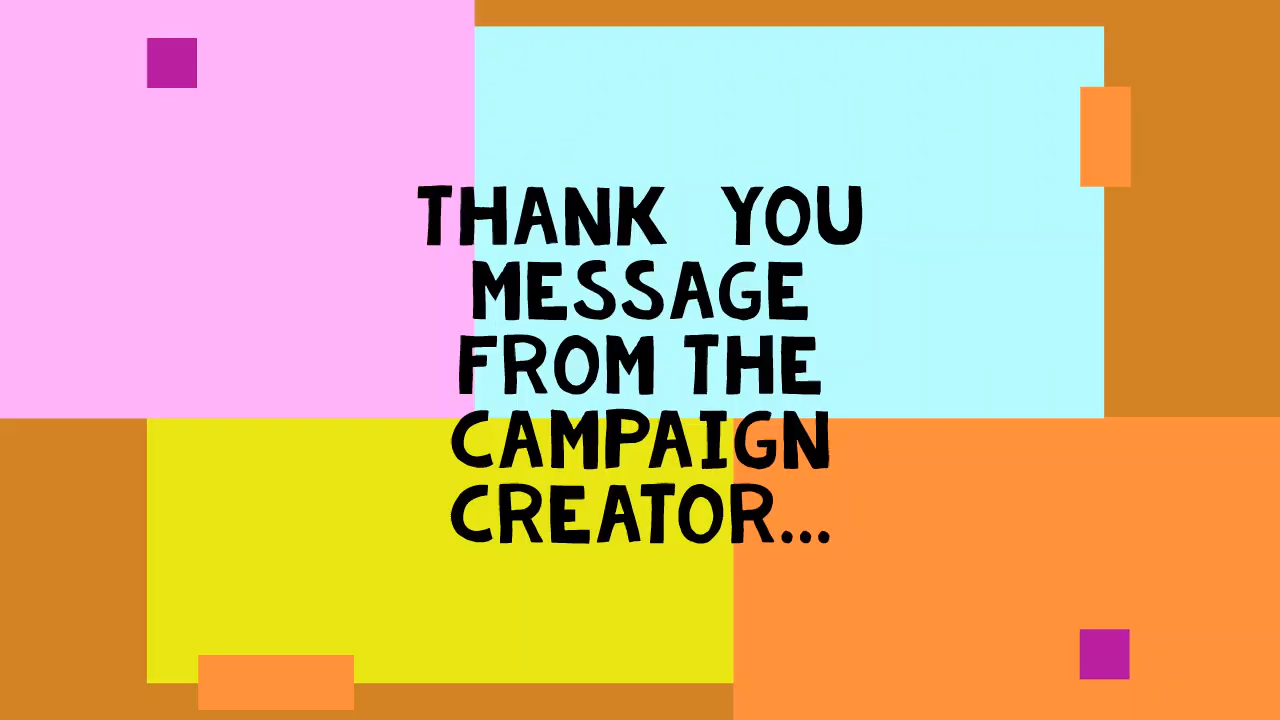 THANK YOU
MESSAGE
FROM THE
CAMPAIGN
CREATOR...